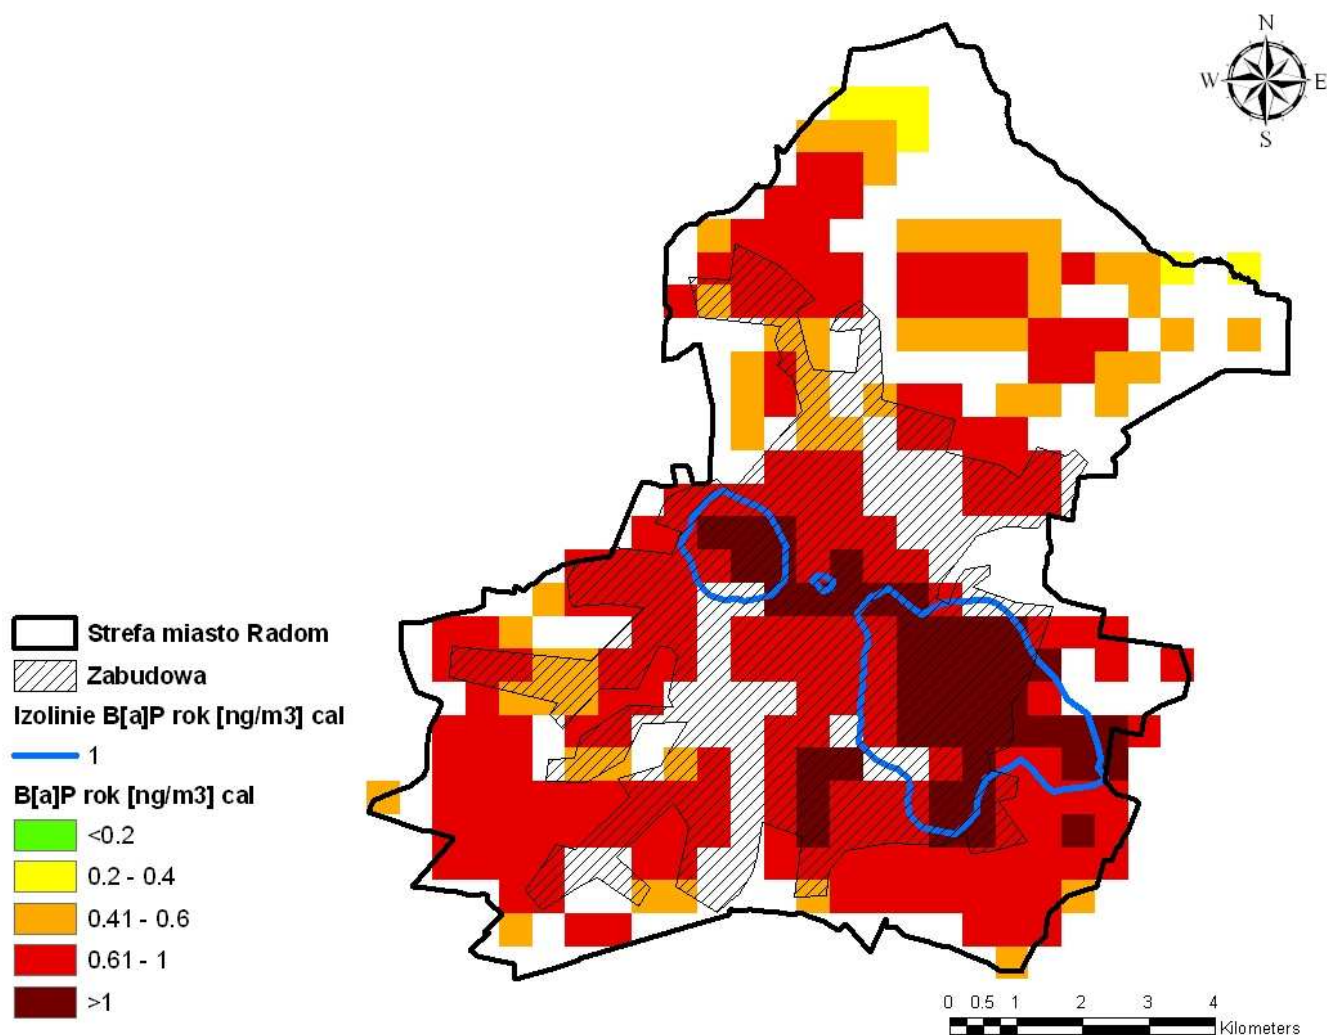 N
W E
S
Strefa miasto Radom
Zabudowa
Izolinie B[a]P rok [ng/m3] cal
1
B[a]P rok [ng/m3] cal
<0.2
0.2 - 0.4
0.41 - 0.6
0.61 - 1
>1
0 0.5 1 2 3 4
Kilometers